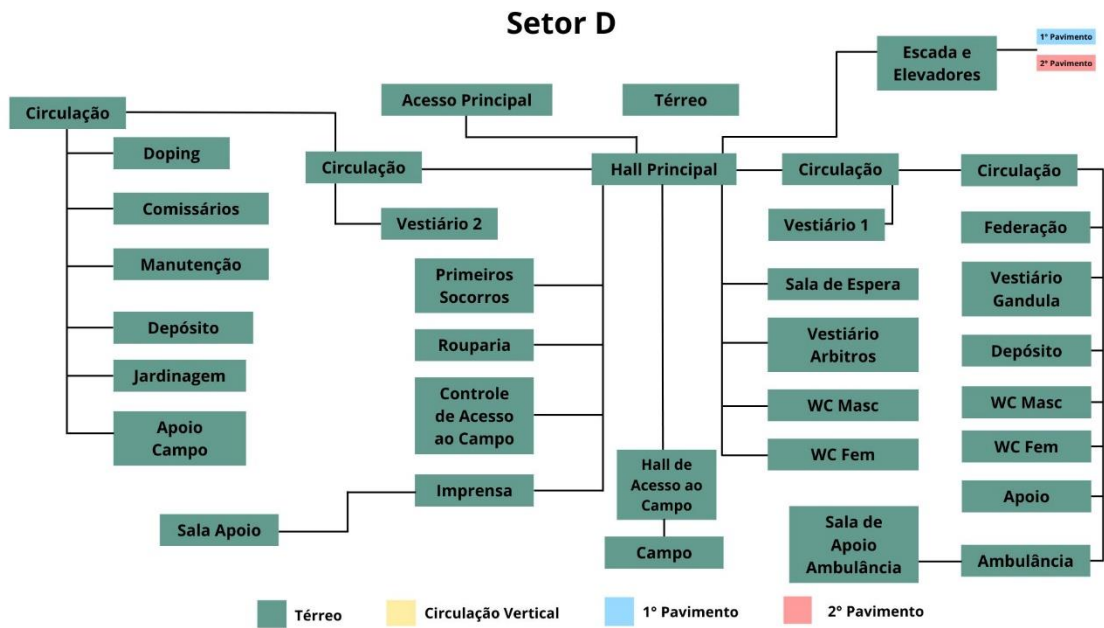 Setor D
1º Pavimento
2º Pavimento
Escada e
Elevadores
Acesso Principal
Térreo
Circulação
Doping
Comissários
Manutenção
Depósito
Jardinagem
Apoio
Campo
Circulação
Vestiário 2
Hall Principal
Circulação
Vestiário 1
Circulação
Primeiros
Socorros
Rouparia
Controle
de Acesso
ao Campo
Imprensa
Sala Apoio
Hall de
Acesso ao
Campo
Campo
Sala de Espera
Vestiário
Arbitros
WC Masc
WC Fem
Federação
Vestiário
Gandula
Depósito
WC Masc
WC Fem
Apoio
Ambulância
Sala de
Apoio
Ambulância
Térreo
Circulação Vertical
1º Pavimento
2º Pavimento